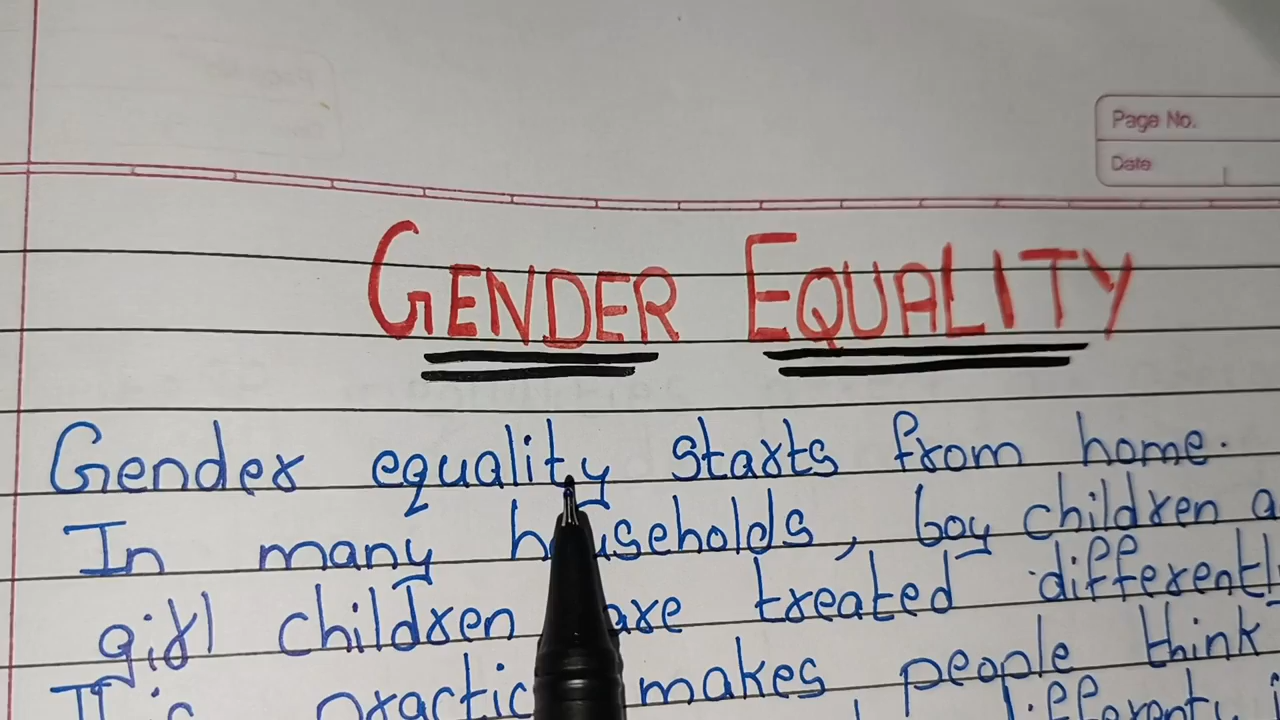 Page No.
Date
GENDER EQUALITY
Gender equality starts from home.
In many households, boy children
girl children are treated differently
makes people think